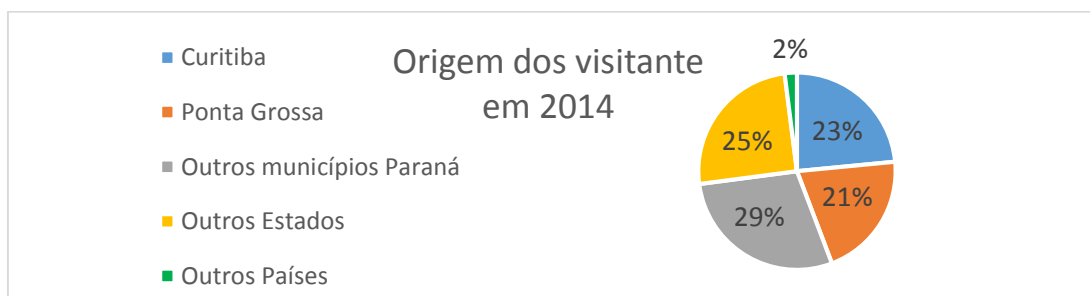 Origem dos visitante
em 2014
Curitiba
Ponta Grossa
Outros municípios Paraná
Outros Estados
Outros Países
2%
23%
21%
29%
25%